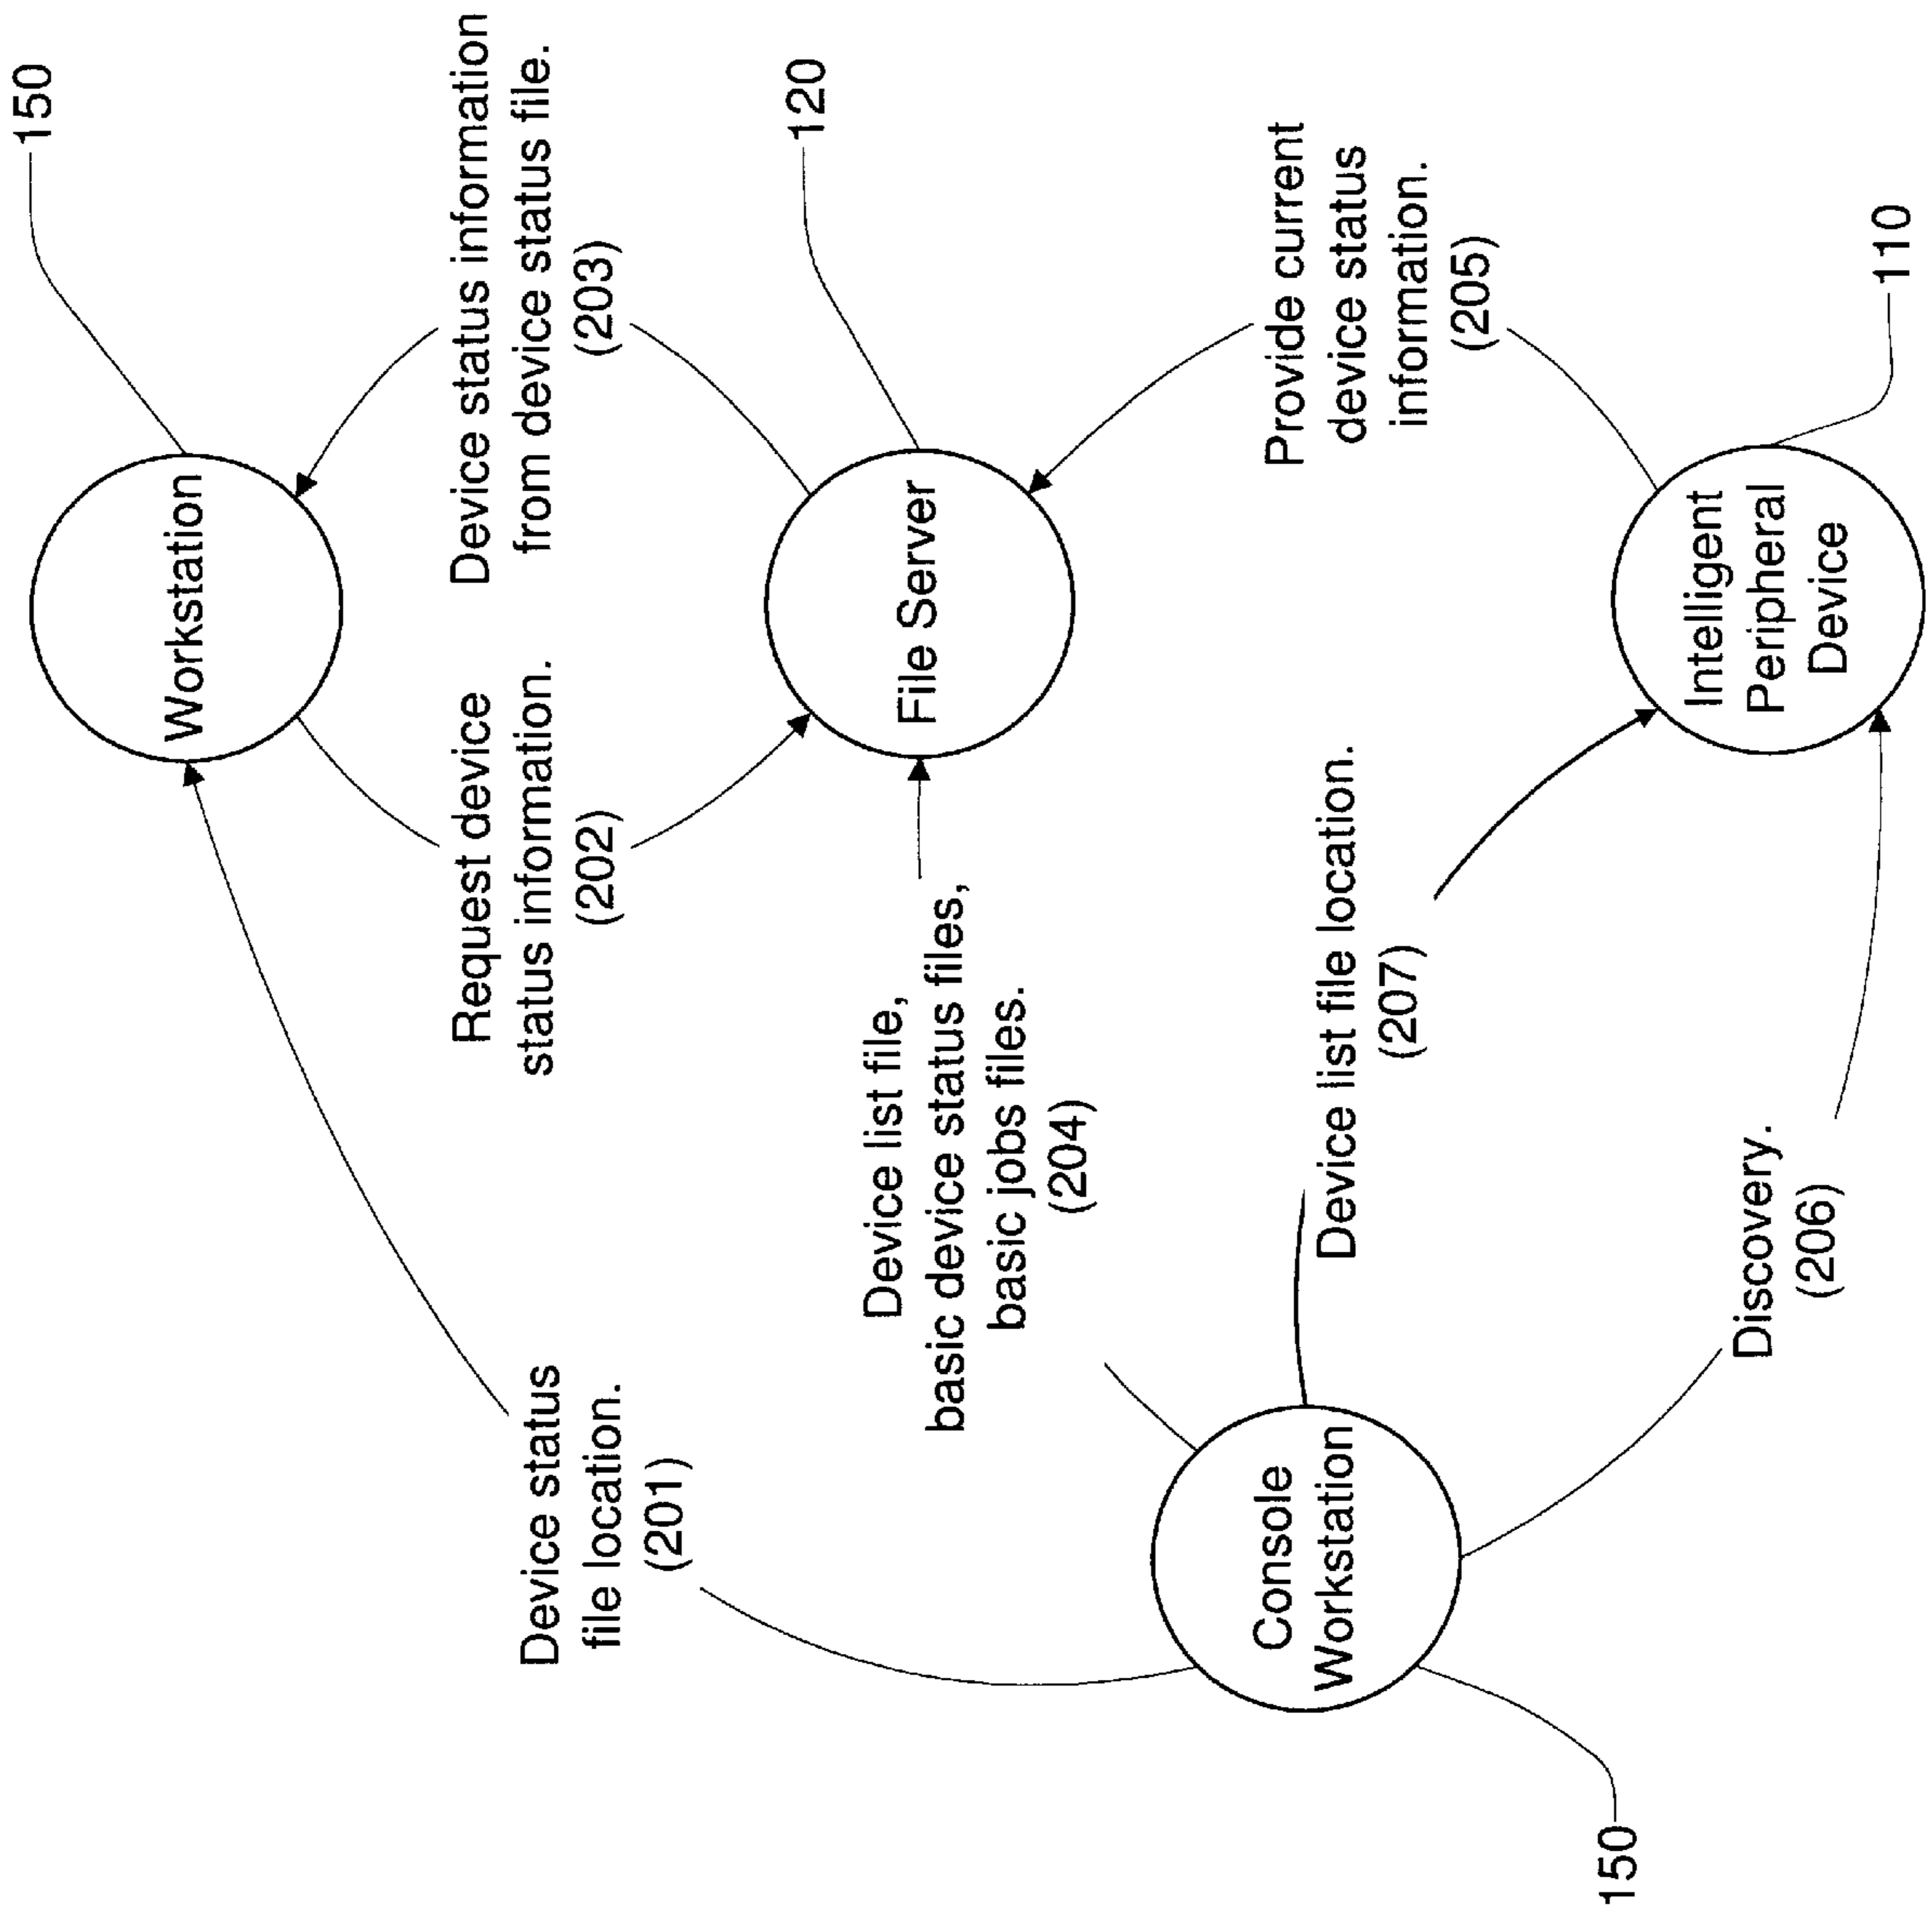 150
Workstation
Device status information
from device status file.
(203)
Request device
status information.
(202)
Device status
file location.
(201)
120
File Server
Device list file,
basic device status files,
basic jobs files.
(204)
Provide current
device status
information.
(205)
Device list file location.
(207)
Console
Workstation
150
110
Intelligent
Peripheral
Device
Discovery.
(206)